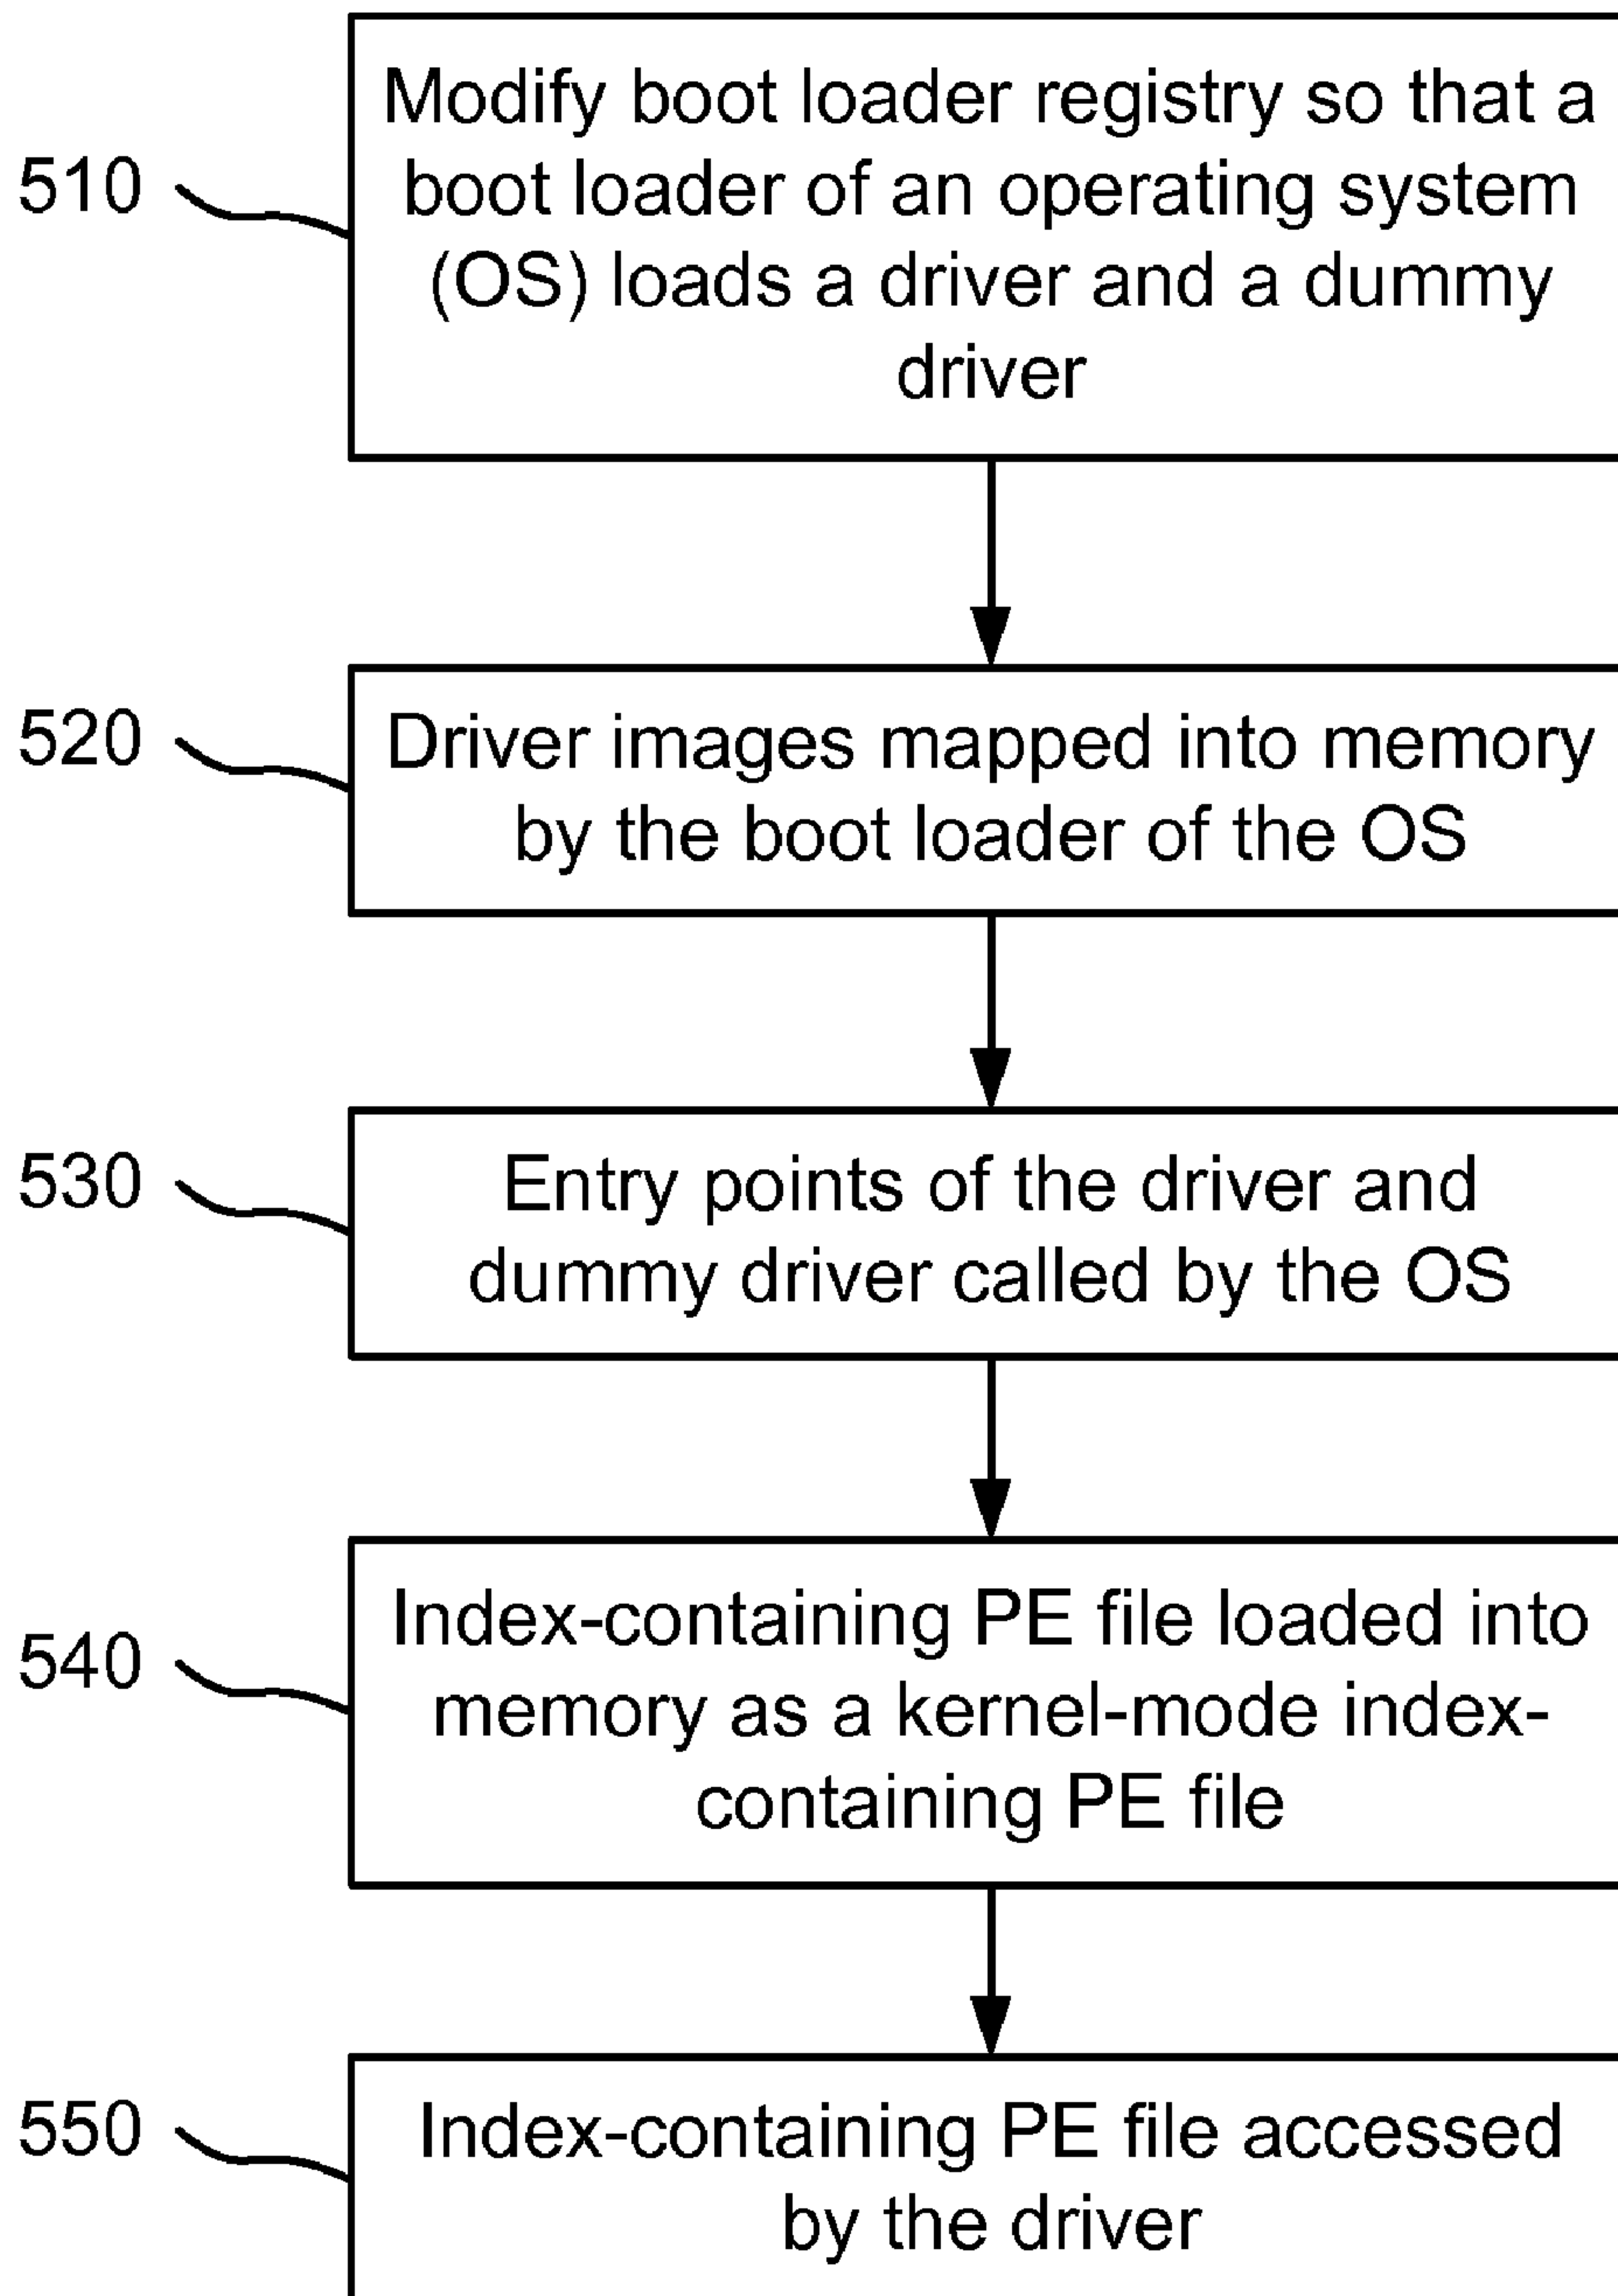 510
Modify boot loader registry so that a
boot loader of an operating system
(OS) loads a driver and a dummy
driver
520
Driver images mapped into memory
by the boot loader of the OS
530
Entry points of the driver and
dummy driver called by the OS
540
Index-containing PE file loaded into
memory as a kernel-mode index-
containing PE file
550
Index-containing PE file accessed
by the driver